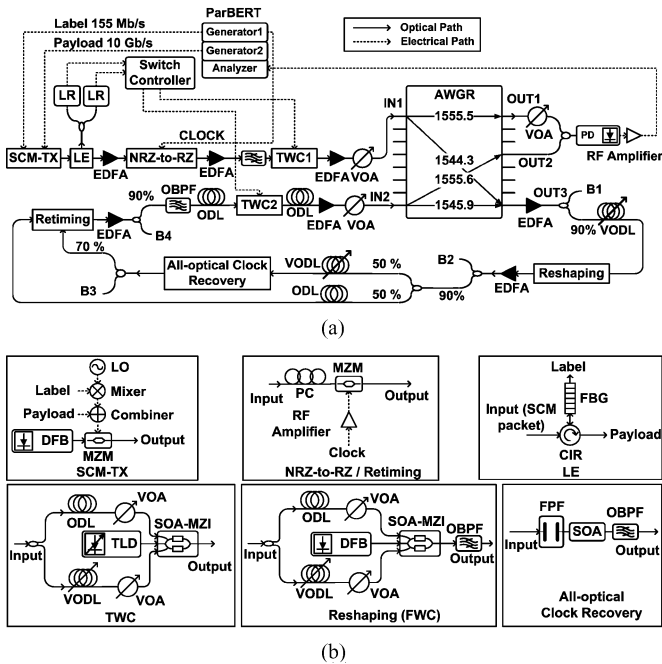 ParBERT
Label 155 Mb/s
Generator1
Payload 10 Gb/s
Generator2
Analyzer
Optical Path
Electrical Path
LR
LR
Switch
Controller
AWGR
IN1
1555.5
OUT1
VOA
CLOCK
SCM-TX
LE
NRZ-to-RZ
TWC1
EDFA
EDFA
EDFA
VOA
1544.3
1555.6
OUT2
PD
RF Amplifier
90%
OBPF
ODL
TWC2
ODL
IN2
1545.9
OUT3
B1
Retiming
EDFA
B4
EDFA
VOA
EDFA
90%
VODL
70 %
B3
All-optical Clock
Recovery
VODL
50 %
ODL
50 %
B2
90%
EDFA
Reshaping
(a)
LO
Label
Mixer
Payload
Combiner
DFB
MZM
Output
SCM-TX
MZM
Input
PC
Output
RF
Amplifier
Clock
NRZ-to-RZ / Retiming
Label
FBG
Input (SCM
packet)
Payload
CIR
LE
VOA
ODL
SOA-MZI
Input
TLD
Output
VODL
VOA
TWC
VOA
ODL
SOA-MZI
OBPF
Input
DFB
Output
VODL
VOA
Reshaping (FWC)
FPF
OBPF
Input
SOA
Output
All-optical
Clock Recovery
(b)